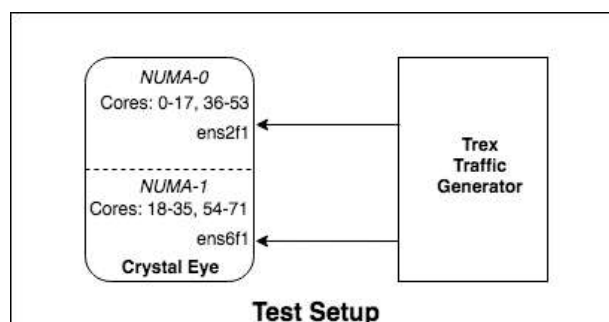 NUMA-0
Cores: 0-17, 36-53
ens2f1
NUMA-1
Cores: 18-35, 54-71
ens6f1
Crystal Eye
Trex
Traffic
Generator
Test Setup